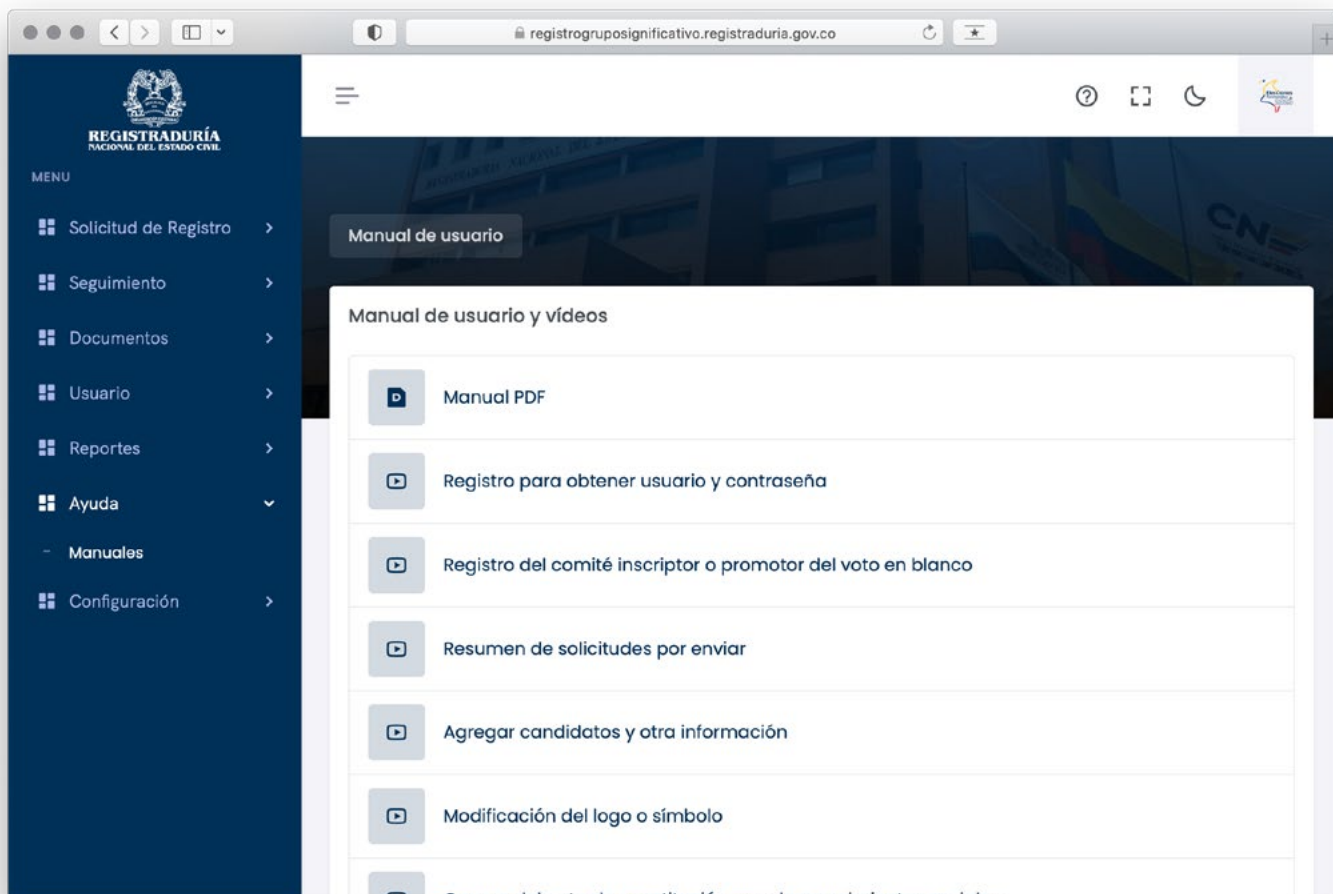 registrogruposignificativo.registraduria.gov.co
REGISTRADURÍA
NACIONAL DEL ESTADO CIVIL
MENU
Solicitud de Registro
Seguimiento
Documentos
Usuario
Reportes
Ayuda
- Manuales
Configuración
CNE
Manual de usuario
Manual de usuario y vídeos
Manual PDF
Registro para obtener usuario y contraseña
Registro del comité inscriptor o promotor del voto en blanco
Resumen de solicitudes por enviar
Agregar candidatos y otra información
Modificación del logo o símbolo